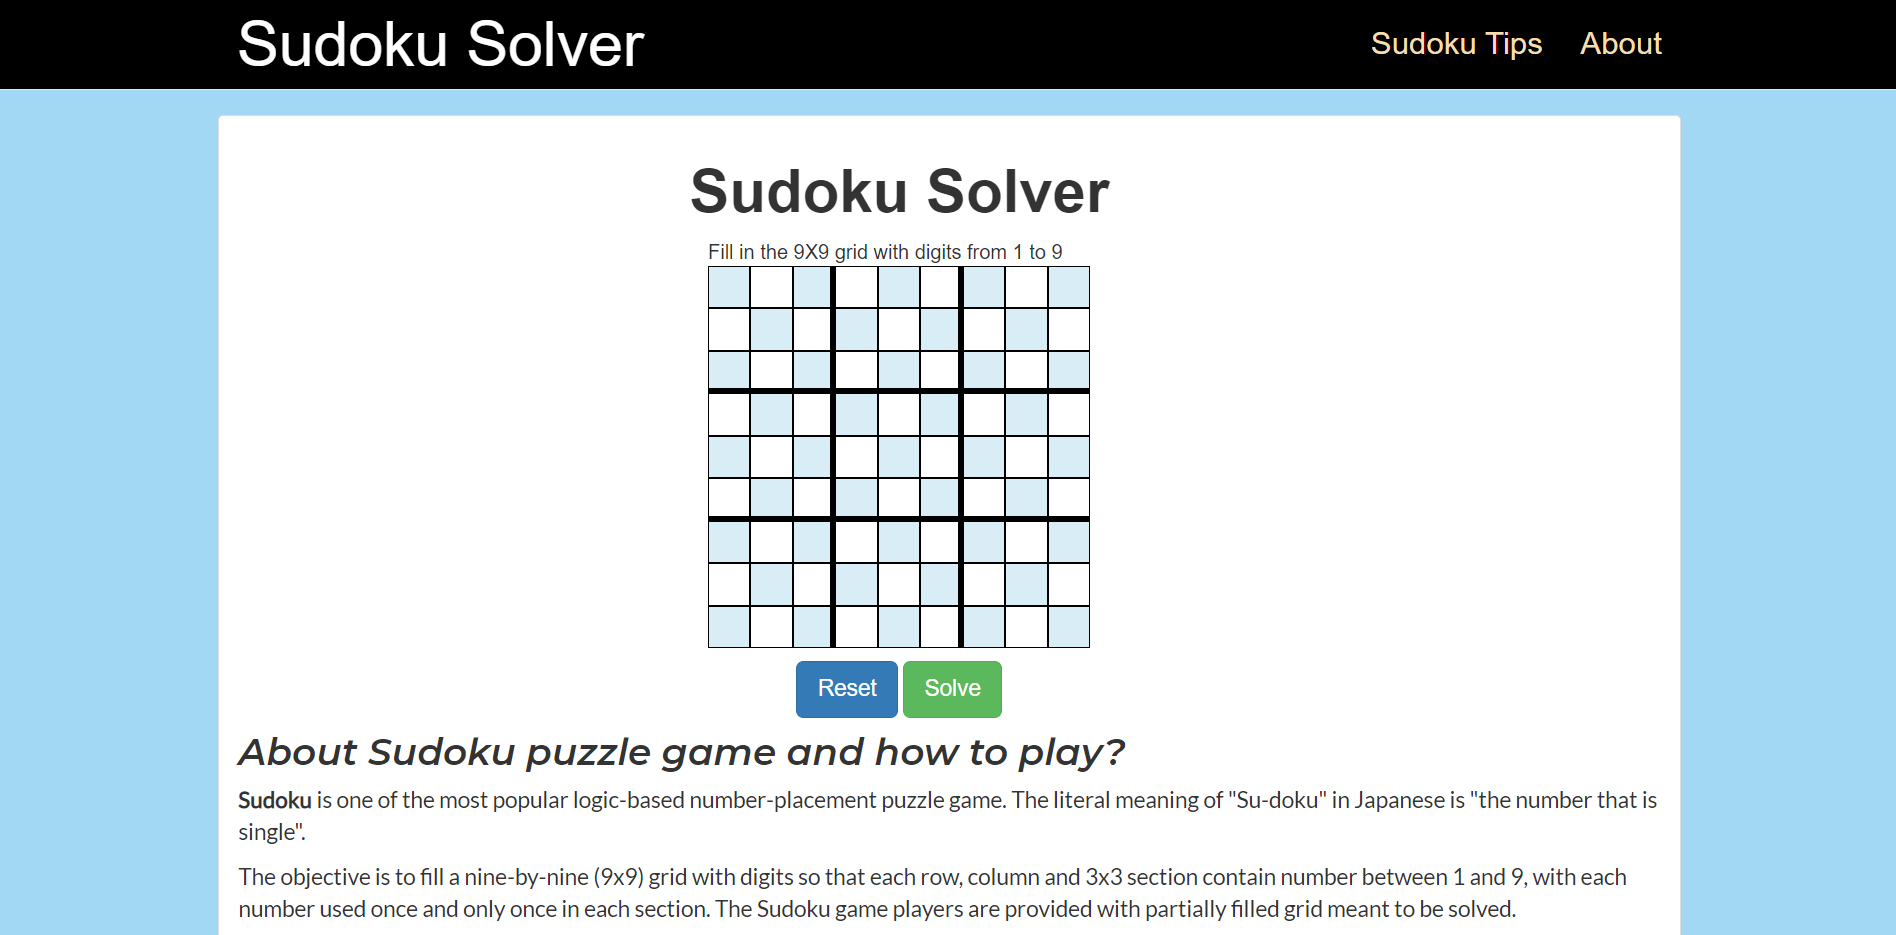 Sudoku Solver
Sudoku Tips
About
Sudoku Solver
Fill in the 9X9 grid with digits from 1 to 9
Reset
Solve
About Sudoku puzzle game and how to play?
Sudoku is one of the most popular logic-based number-placement puzzle game. The literal meaning of "Su-doku" in Japanese is "the number that is
single".
The objective is to fill a nine-by-nine (9x9) grid with digits so that each row, column and 3x3 section contain number between 1 and 9, with each
number used once and only once in each section. The Sudoku game players are provided with partially filled grid meant to be solved.